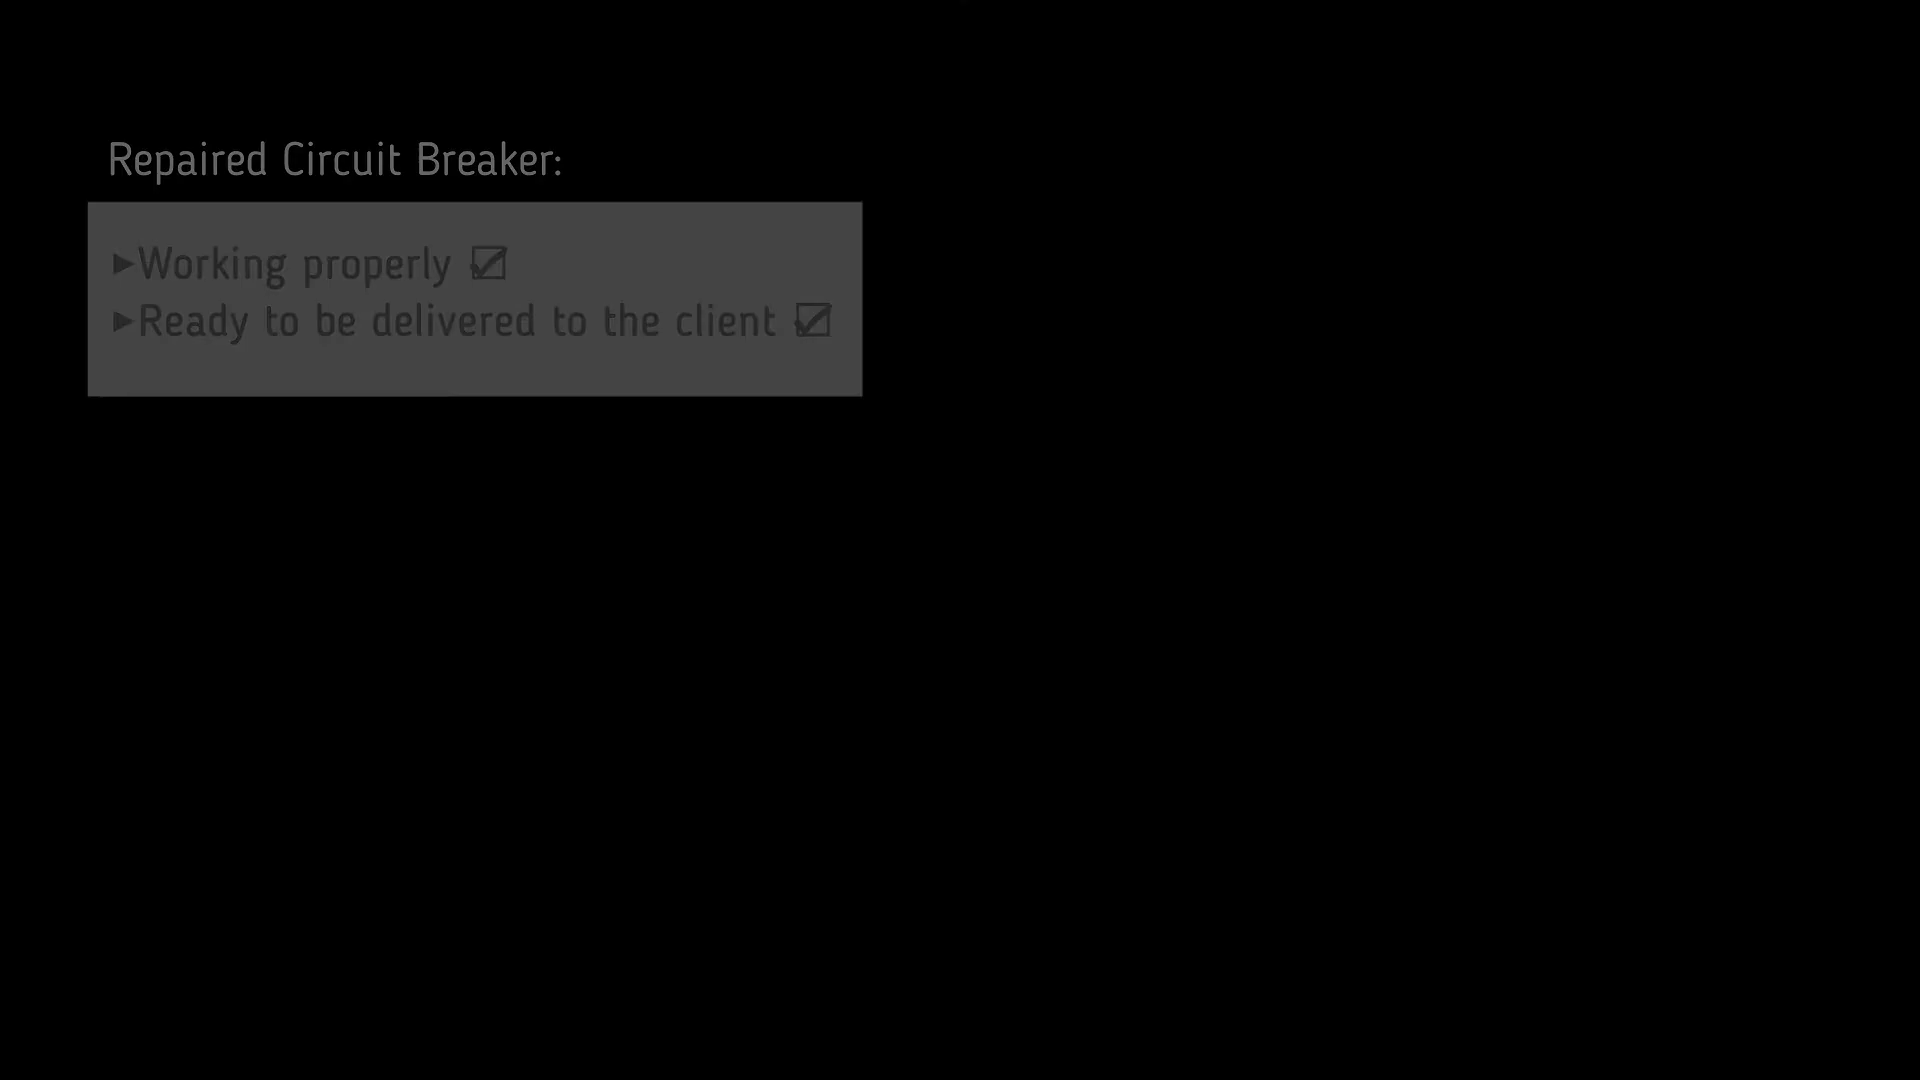 Repaired Circuit Breaker:
►Working properly ☑
►Ready to be delivered to the client ☑